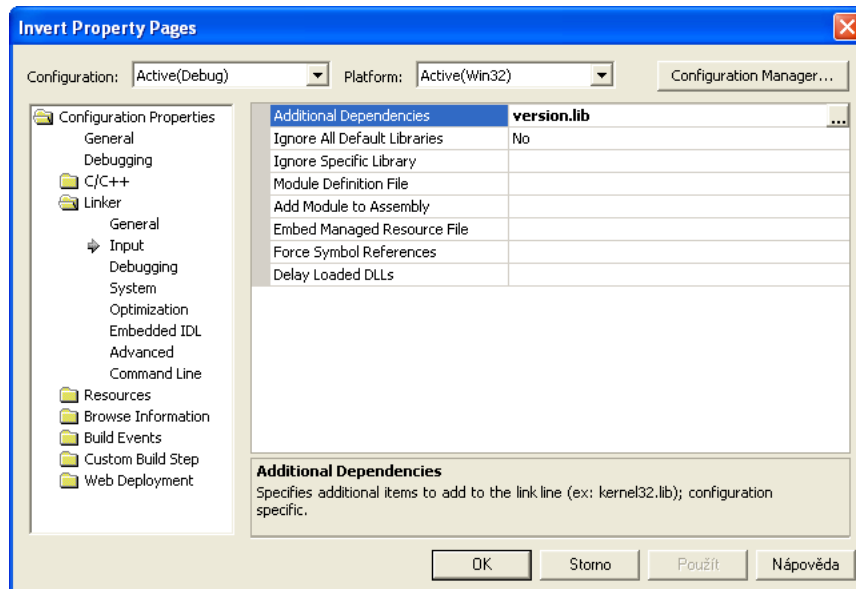 Invert Property Pages
Configuration: Active(Debug) Platform: Active(Win32) Configuration Manager...
Configuration Properties
General
Debugging
C/C++
Linker
General
Input
Debugging
System
Optimization
Embedded IDL
Advanced
Command Line
Resources
Browse Information
Build Events
Custom Build Step
Web Deployment
Additional Dependencies version.lib ...
Ignore All Default Libraries No
Ignore Specific Library
Module Definition File
Add Module to Assembly
Embed Managed Resource File
Force Symbol References
Delay Loaded DLLs
Additional Dependencies
Specifies additional items to add to the link line (ex: kernel32.lib); configuration
specific.
OK Storno Použít Nápověda